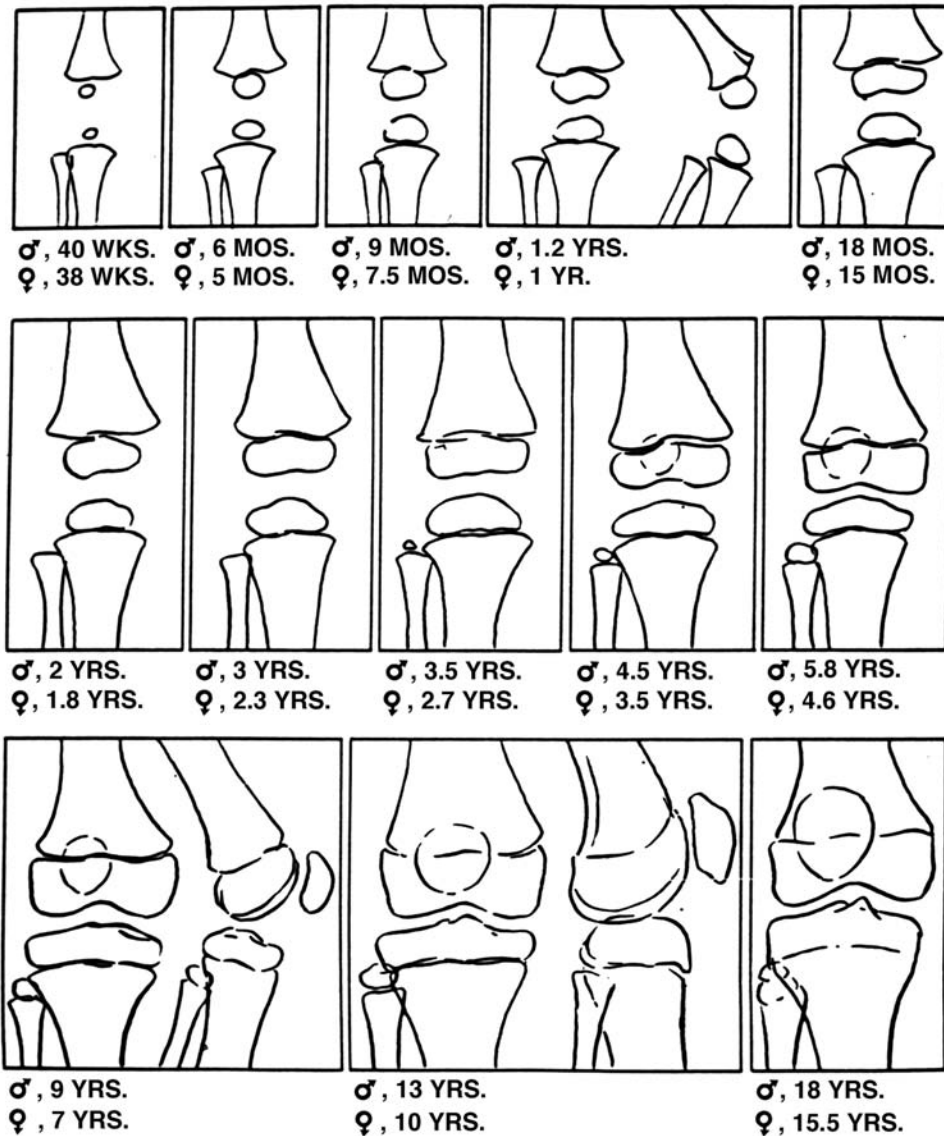 ♂, 40 WKS.
♀, 38 WKS.
♂, 6 MOS.
♀, 5 MOS.
♂, 9 MOS.
♀, 7.5 MOS.
♂, 1.2 YRS.
♀, 1 YR.
♂, 18 MOS.
♀, 15 MOS.
♂, 2 YRS.
♀, 1.8 YRS.
♂, 3 YRS.
♀, 2.3 YRS.
♂, 3.5 YRS.
♀, 2.7 YRS.
♂, 4.5 YRS.
♀, 3.5 YRS.
♂, 5.8 YRS.
♀, 4.6 YRS.
♂, 9 YRS.
♀, 7 YRS.
♂, 13 YRS.
♀, 10 YRS.
♂, 18 YRS.
♀, 15.5 YRS.